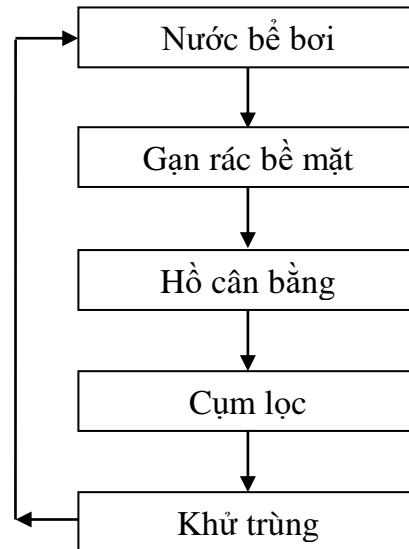 Nước bể bơi
Gạn rác bề mặt
Hồ cân bằng
Cụm lọc
Khử trùng